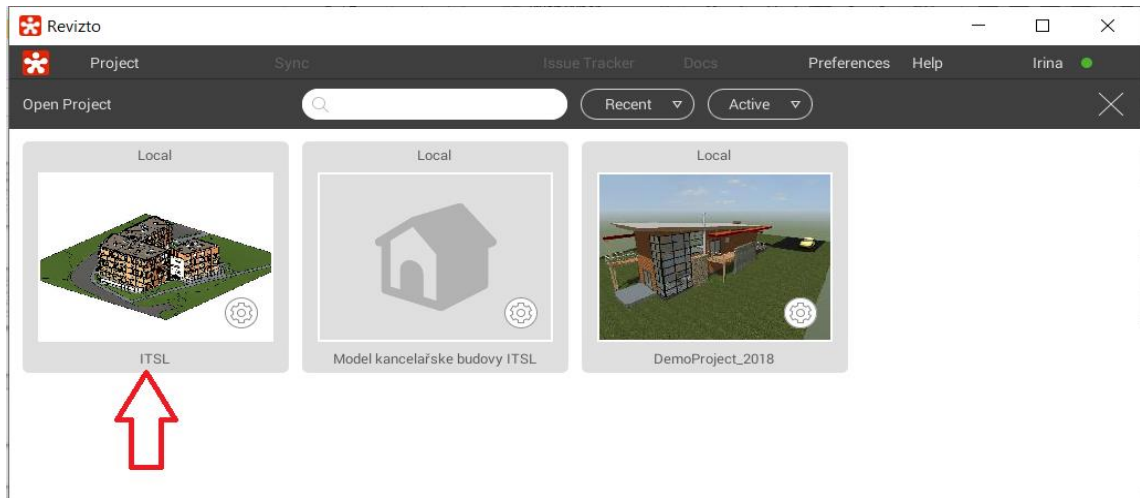 Revizto
Project Sync Issue Tracker Docs Preferences Help Irina
Open Project Recent Active
Local Local Local
ITSL Model kancelařske budovy ITSL DemoProject_2018